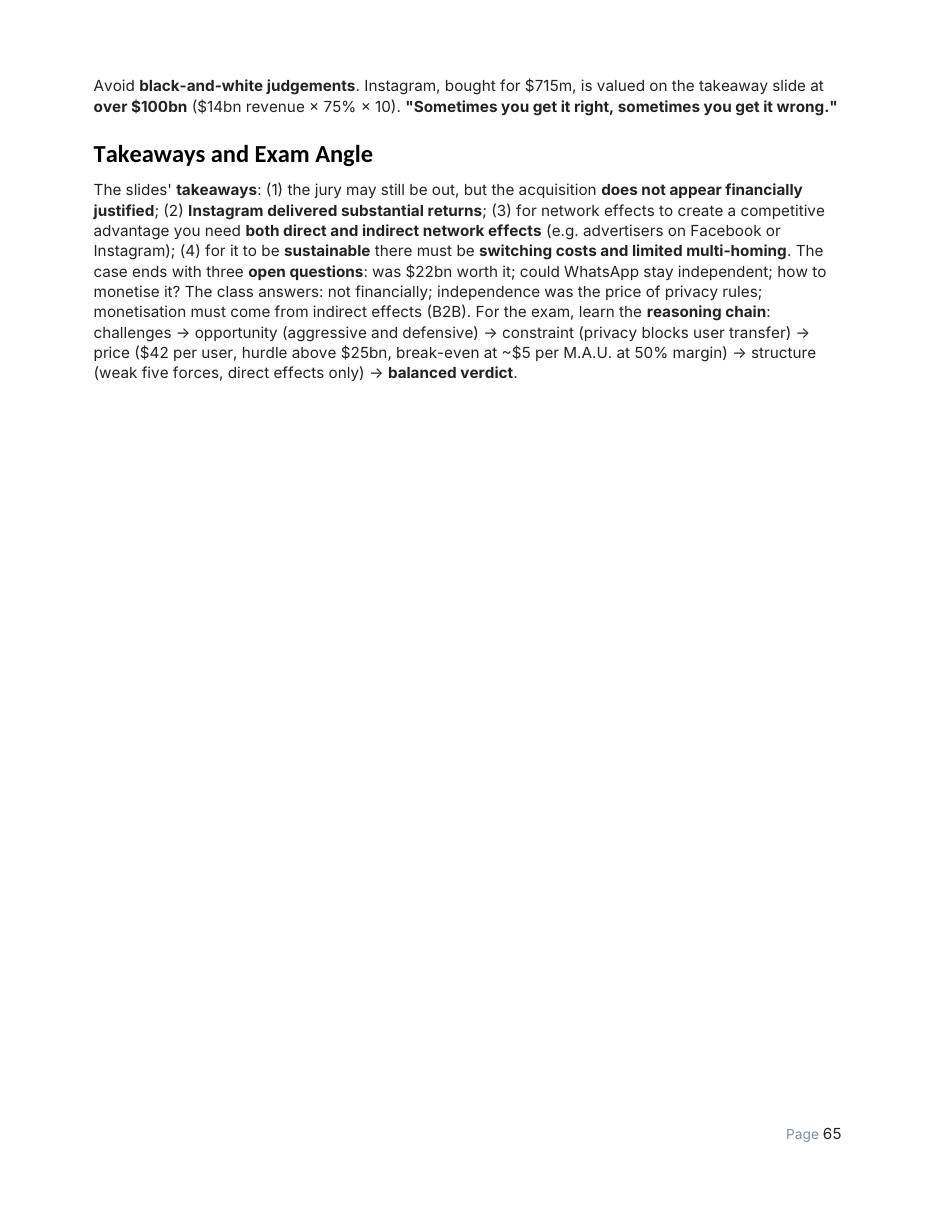 Avoid black-and-white judgements. Instagram, bought for $715m, is valued on the takeaway slide at
over $100bn ($14bn revenue × 75% × 10). "Sometimes you get it right, sometimes you get it wrong."
Takeaways and Exam Angle
The slides' takeaways: (1) the jury may still be out, but the acquisition does not appear financially
justified; (2) Instagram delivered substantial returns; (3) for network effects to create a competitive
advantage you need both direct and indirect network effects (e.g. advertisers on Facebook or
Instagram); (4) for it to be sustainable there must be switching costs and limited multi-homing. The
case ends with three open questions: was $22bn worth it; could WhatsApp stay independent; how to
monetise it? The class answers: not financially; independence was the price of privacy rules;
monetisation must come from indirect effects (B2B). For the exam, learn the reasoning chain:
challenges → opportunity (aggressive and defensive) → constraint (privacy blocks user transfer) →
price ($42 per user, hurdle above $25bn, break-even at ~$5 per M.A.U. at 50% margin) → structure
(weak five forces, direct effects only) → balanced verdict.
Page 65